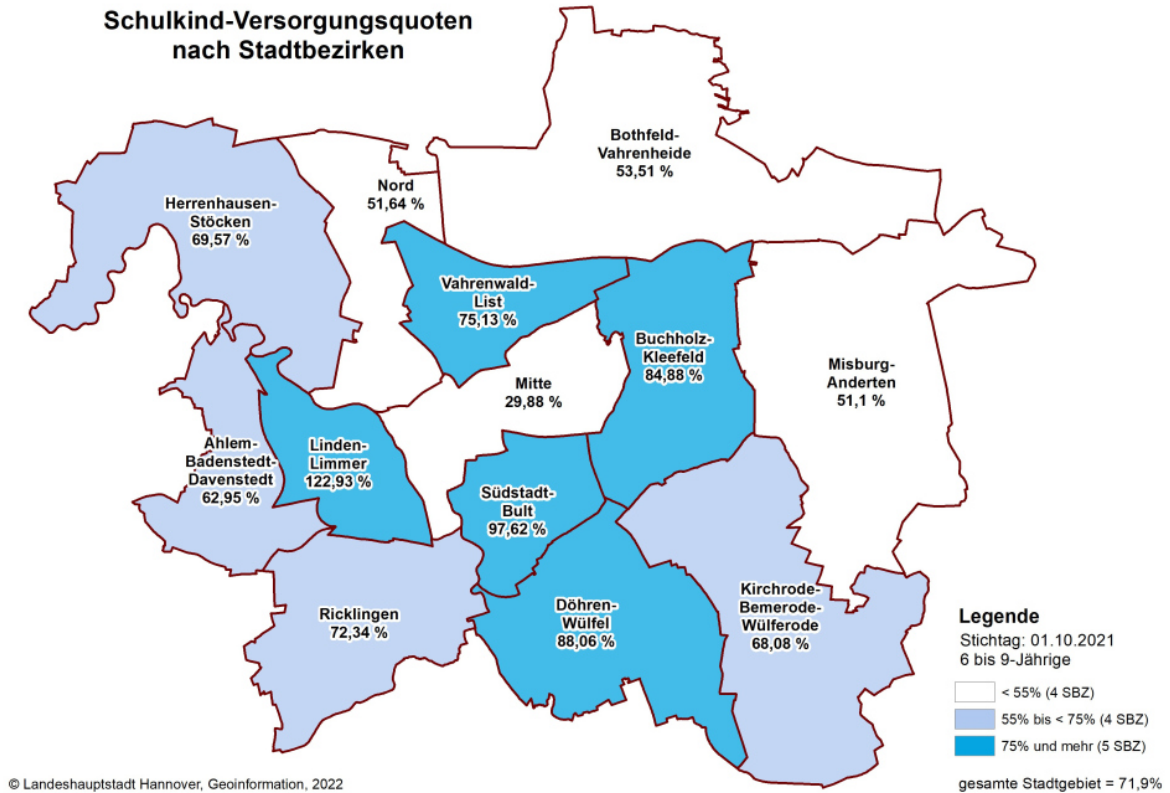 Schulkind-Versorgungsquoten
nach Stadtbezirken
Bothfeld-
Vahrenheide
53,51 %
Nord
51,64 %
Herrenhausen-
Stöcken
69,57 %
Vahrenwald-
List
75,13 %
Buchholz-
Kleefeld
84,88 %
Misburg-
Anderten
51,1 %
Mitte
29,88 %
Ahlem-
Badenstedt-
Davenstedt
62,95 %
Linden-
Limmer
122,93 %
Südstadt-
Bult
97,62 %
Ricklingen
72,34 %
Döhren-
Wülfel
88,06 %
Kirchrode-
Bemerode-
Wülferode
68,08 %
Legende
Stichtag: 01.10.2021
6 bis 9-Jährige
< 55% (4 SBZ)
55% bis < 75% (4 SBZ)
75% und mehr (5 SBZ)
gesamte Stadtgebiet = 71,9%
© Landeshauptstadt Hannover, Geoinformation, 2022